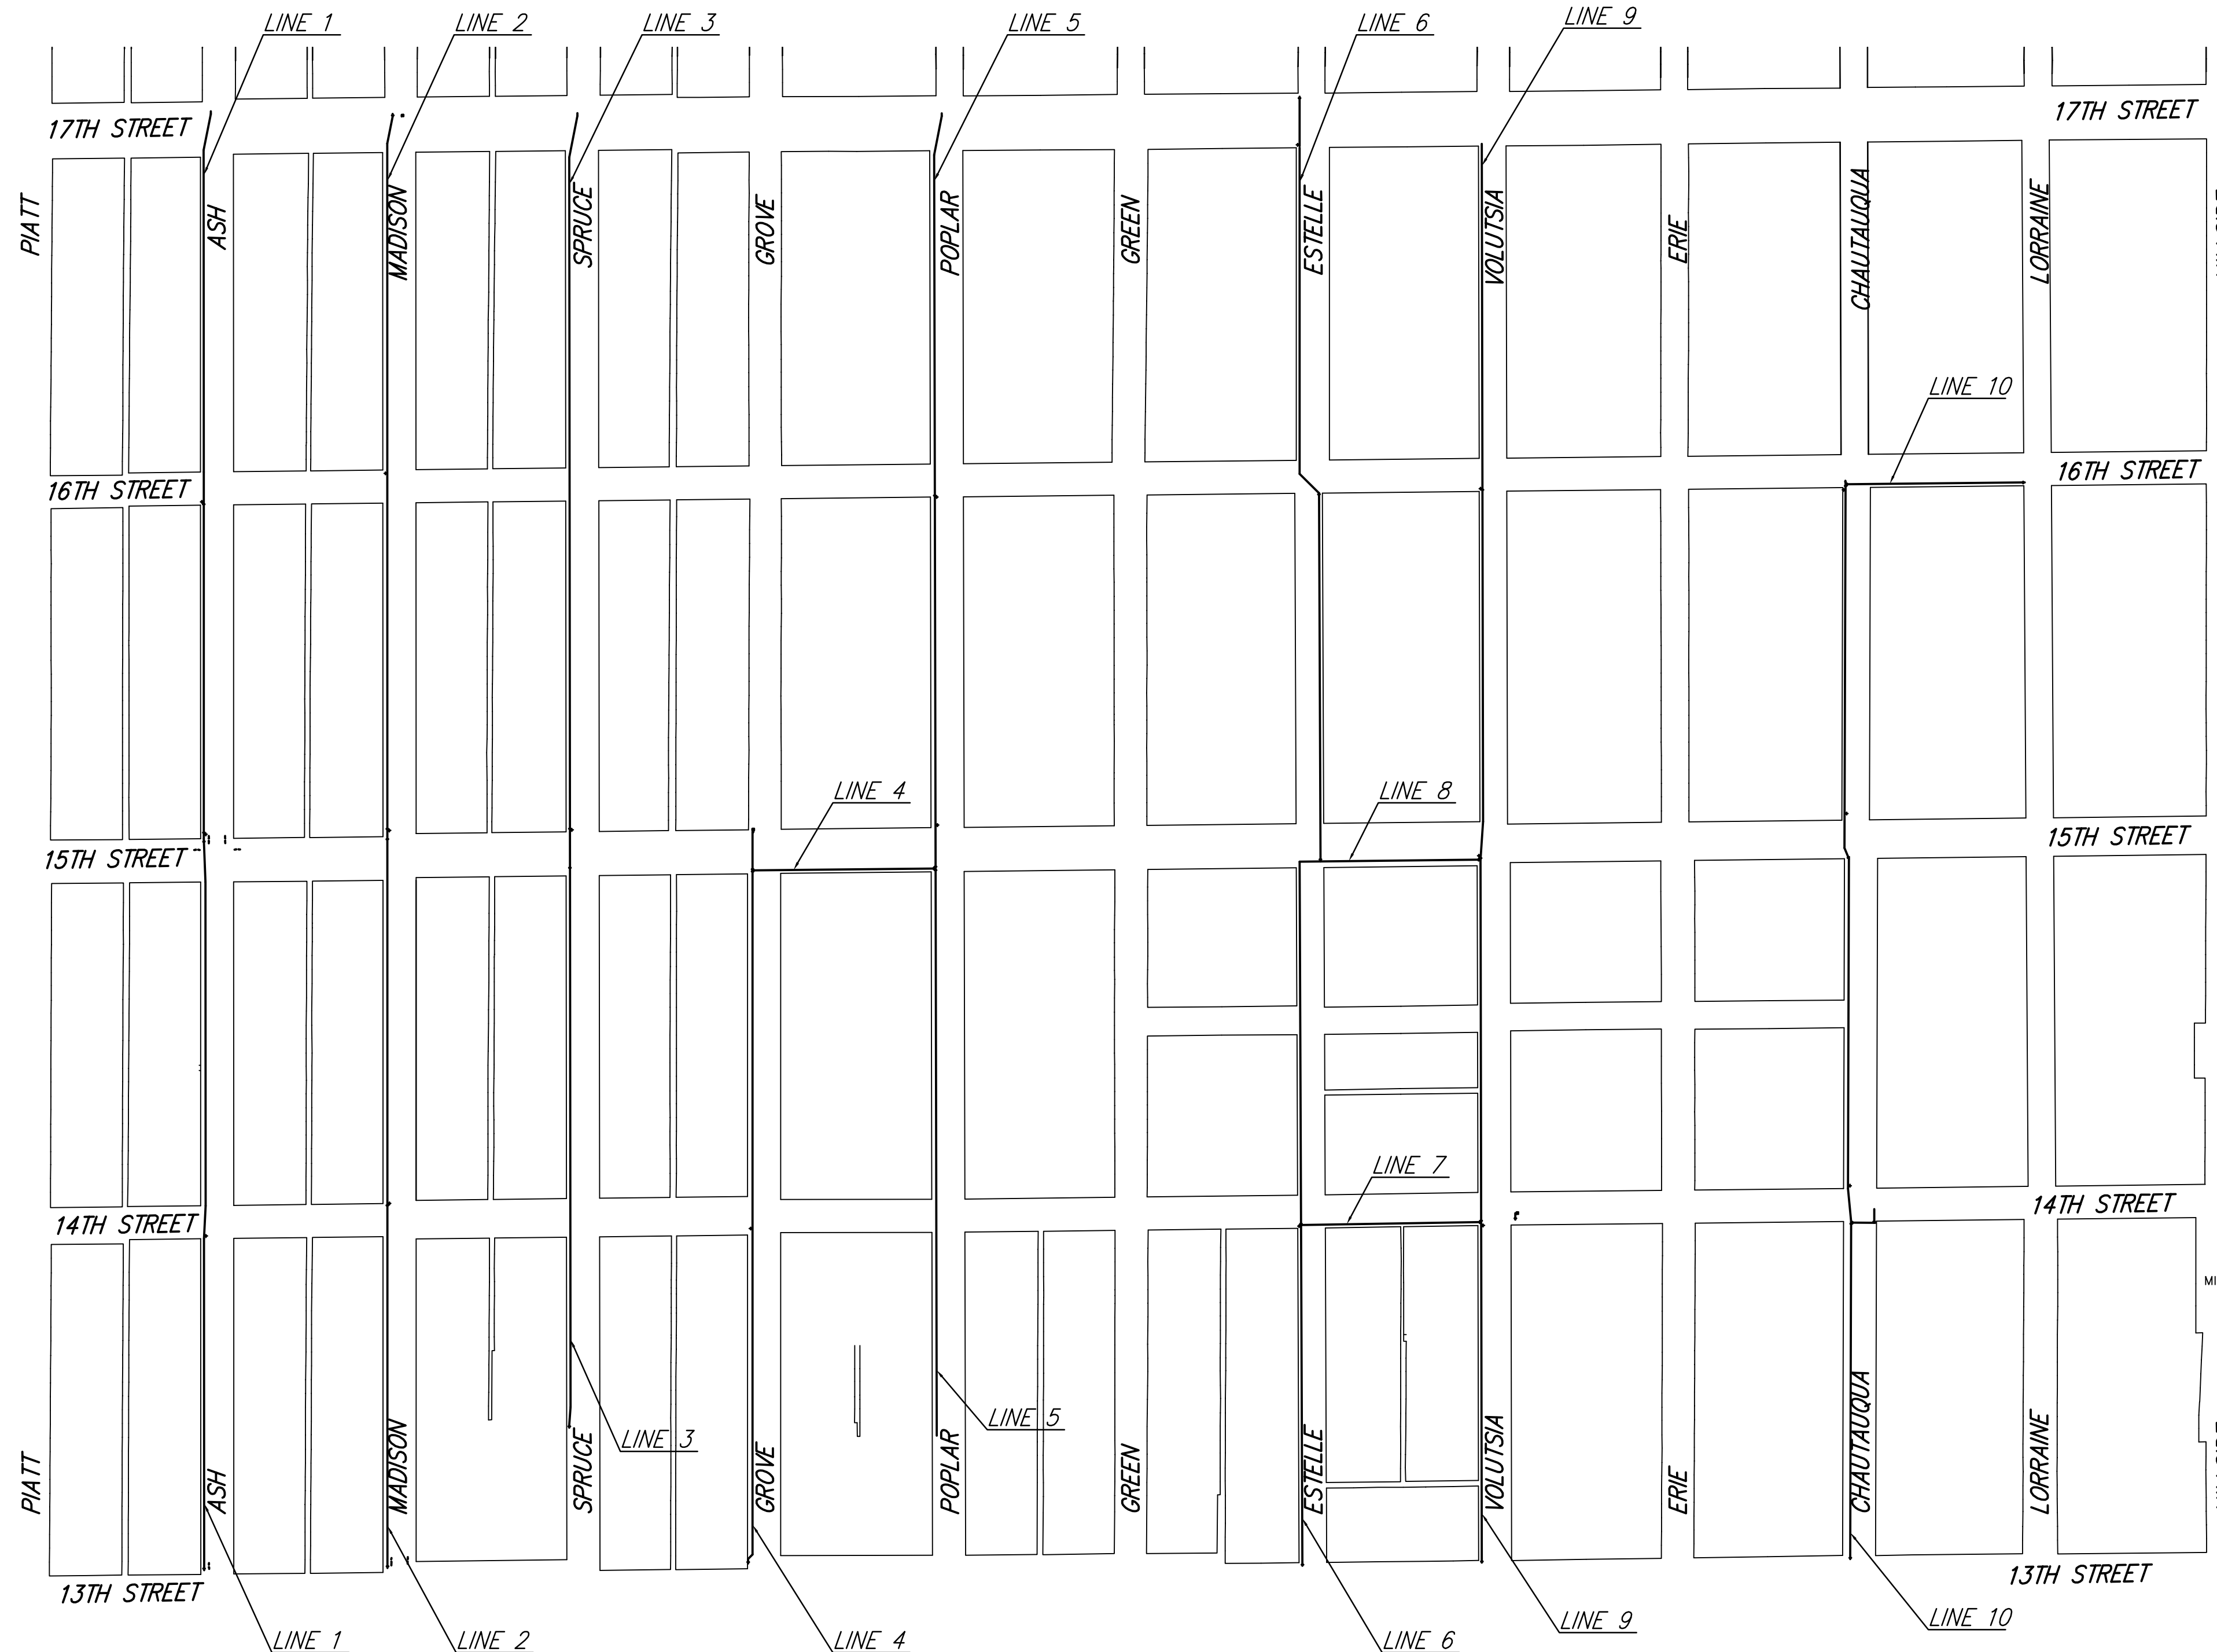 LINE 1
LINE 2
LINE 3
LINE 5
LINE 6
LINE 9
17TH STREET
17TH STREET
PIATT
ASH
MADISON
SPRUCE
GROVE
POPLAR
GREEN
ESTELLE
VOLUTSIA
ERIE
CHAUTAUQUA
LORRAINE
LINE 10
16TH STREET
16TH STREET
LINE 4
LINE 8
15TH STREET
15TH STREET
LINE 7
14TH STREET
14TH STREET
MI
LINE 3
LINE 5
PIATT
ASH
MADISON
SPRUCE
GROVE
POPLAR
GREEN
ESTELLE
VOLUTSIA
ERIE
CHAUTAUQUA
LORRAINE
13TH STREET
13TH STREET
LINE 1
LINE 2
LINE 4
LINE 6
LINE 9
LINE 10